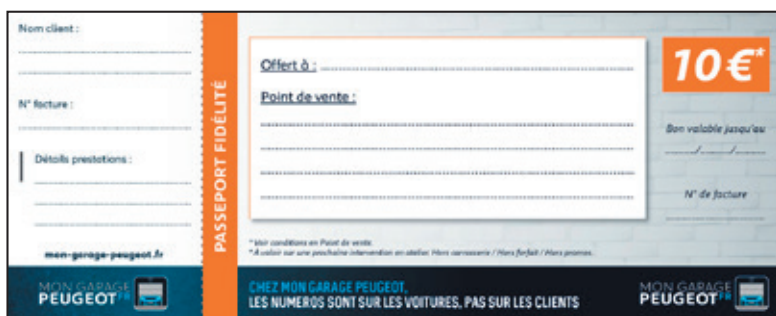 Nom client :
N° facture :
Détails prestations :
mon-garage-peugeot.fr
MON GARAGE
PEUGEOT FR
PASSEPORT FIDÉLITÉ
Offert à :
Point de vente :
10 €*
Bon valable jusqu'au
/ /
N° de facture
* Voir conditions en Point de vente.
* À valoir sur une prochaine intervention en atelier. Hors carrosserie / Hors forfait / Hors promos.
CHEZ MON GARAGE PEUGEOT,
LES NUMEROS SONT SUR LES VOITURES, PAS SUR LES CLIENTS
MON GARAGE
PEUGEOT FR